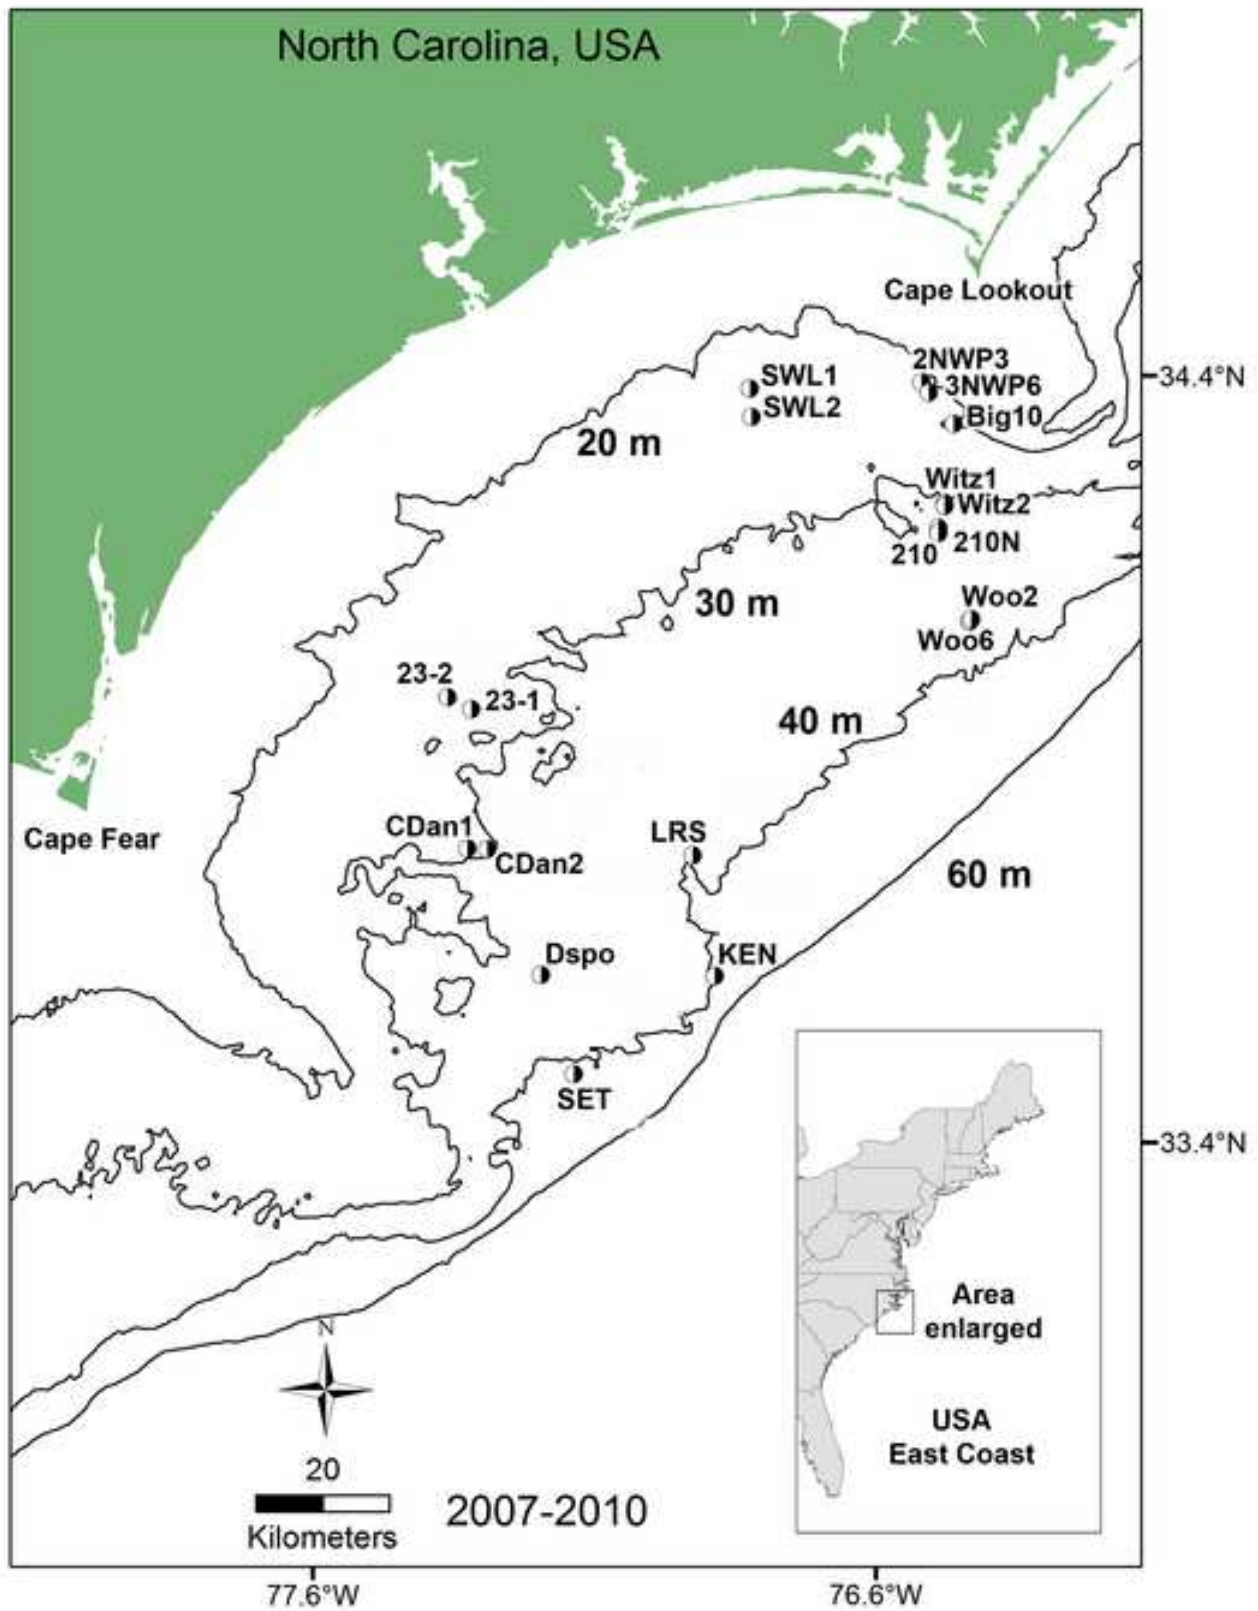 North Carolina, USA
Cape Lookout
2NWP3
34.4°N
SWL1
3NWP6
SWL2
Big10
20 m
Witz1
Witz2
210
210N
30 m
Woo2
Woo6
23-2
23-1
40 m
Cape Fear
CDan1
LRS
CDan2
60 m
Dspo
KEN
SET
33.4°N
Area
enlarged
N
USA
East Coast
20
Kilometers
2007-2010
77.6°W
76.6°W